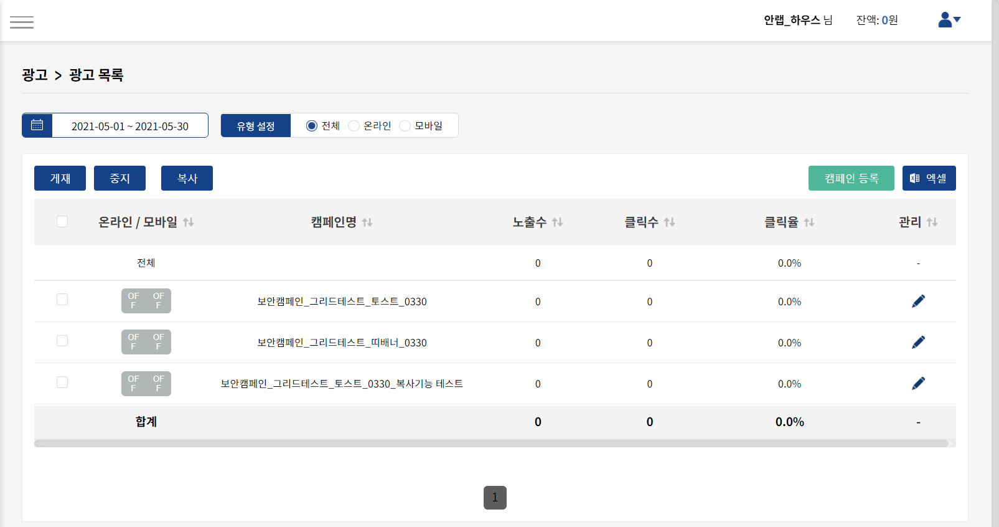 안랩_하우스 님 잔액: 0원
광고 > 광고 목록
2021-05-01 ~ 2021-05-30 유형 설정 전체 온라인 모바일
게재 중지 복사 캠페인 등록 엑셀
온라인 / 모바일 캠페인명 노출수 클릭수 클릭율 관리
전체 0 0 0.0% -
OF OF
F F
보안캠페인_그리드테스트_토스트_0330 0 0 0.0%
OF OF
F F
보안캠페인_그리드테스트_띠배너_0330 0 0 0.0%
OF OF
F F
보안캠페인_그리드테스트_토스트_0330_복사기능 테스트 0 0 0.0%
합계 0 0 0.0% -
1